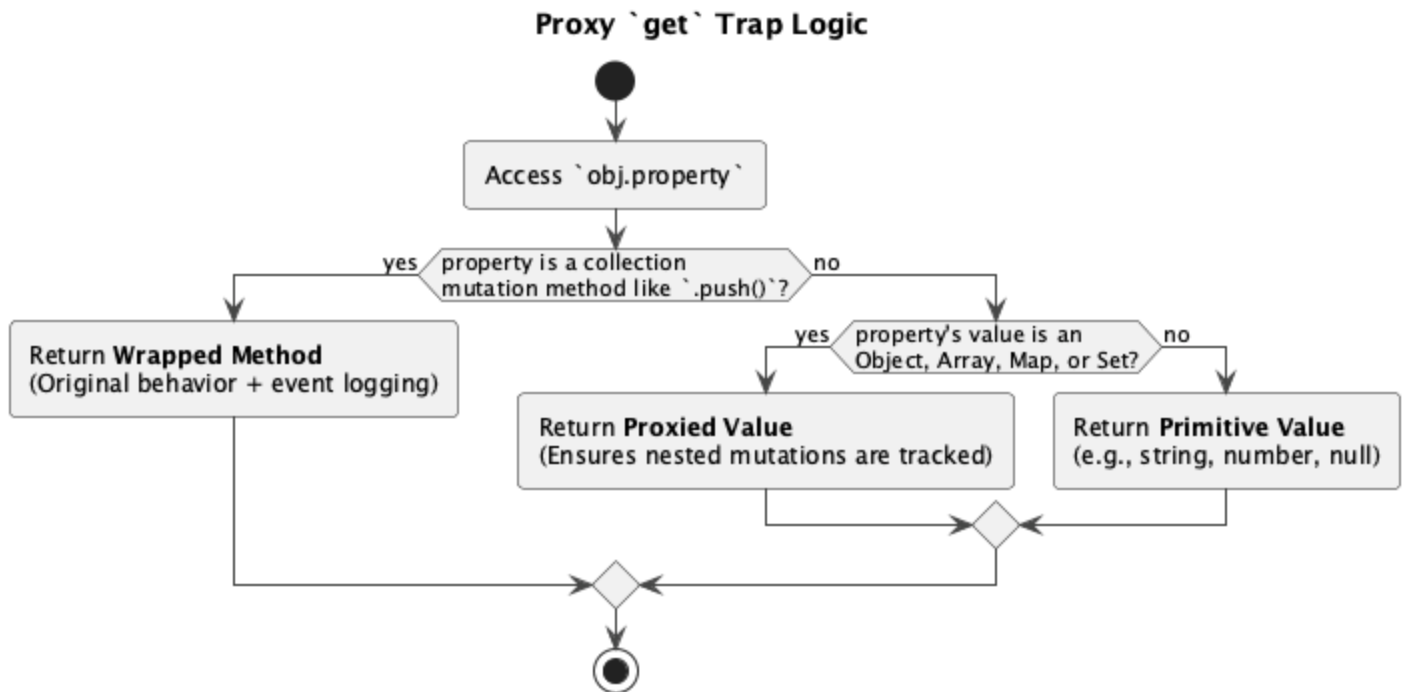 Proxy `get` Trap Logic
Access `obj.property`
yes
property is a collection
mutation method like `.push()`?
no
Return Wrapped Method
(Original behavior + event logging)
yes
property's value is an
Object, Array, Map, or Set?
no
Return Proxied Value
(Ensures nested mutations are tracked)
Return Primitive Value
(e.g., string, number, null)